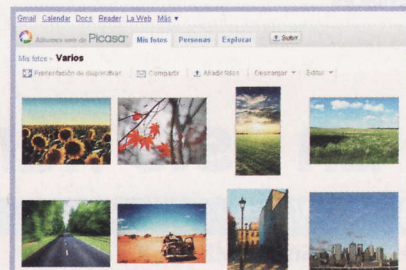 Gmail Calendar Docs Reader La Web Más ▼
Álbumes web de Picasa™ Mis fotos Personas Explorar Subir
Mis fotos > Varios
Presentación de diapositivas Compartir Añadir fotos Descargar ▼ Editar ▼